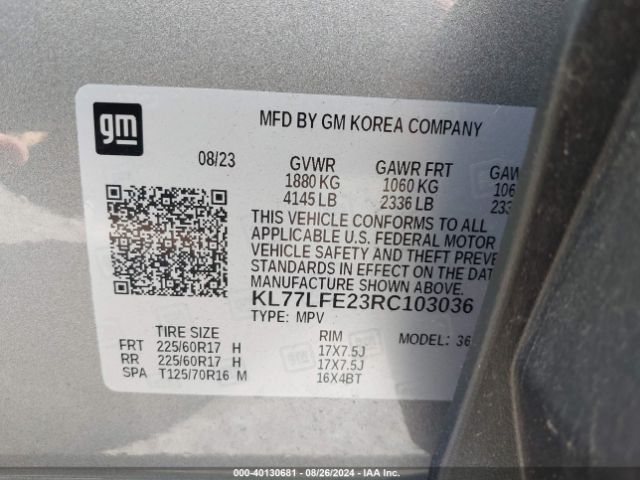 gm
MFD BY GM KOREA COMPANY
08/23 GVWR GAWR FRT
1880 KG 1060 KG
4145 LB 2336 LB
THIS VEHICLE CONFORMS TO ALL
APPLICABLE U.S. FEDERAL MOTOR
VEHICLE SAFETY AND THEFT
STANDARDS IN EFFECT ON THE
MANUFACTURE SHOWN ABOVE.
KL77LFE23RC103036
TYPE: MPV MODEL: 36
TIRE SIZE RIM
FRT 225/60R17 H 17X7.5J
RR 225/60R17 H 17X7.5J
SPA T125/70R16 M 16X4BT
000-40130681 - 08/26/2024 - IAA Inc.